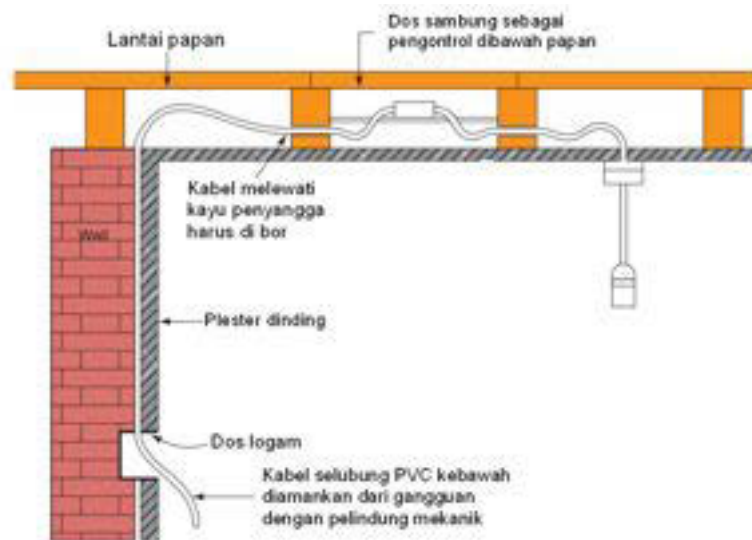 Dos sambung sebagai
pengontrol dibawah papan
Lantai papan
Kabel melewati
kayu penyangga
harus di bor
Wall
Plester dinding
Dos logam
Kabel selubung PVC kebawah
diamankan dari gangguan
dengan pelindung mekanik